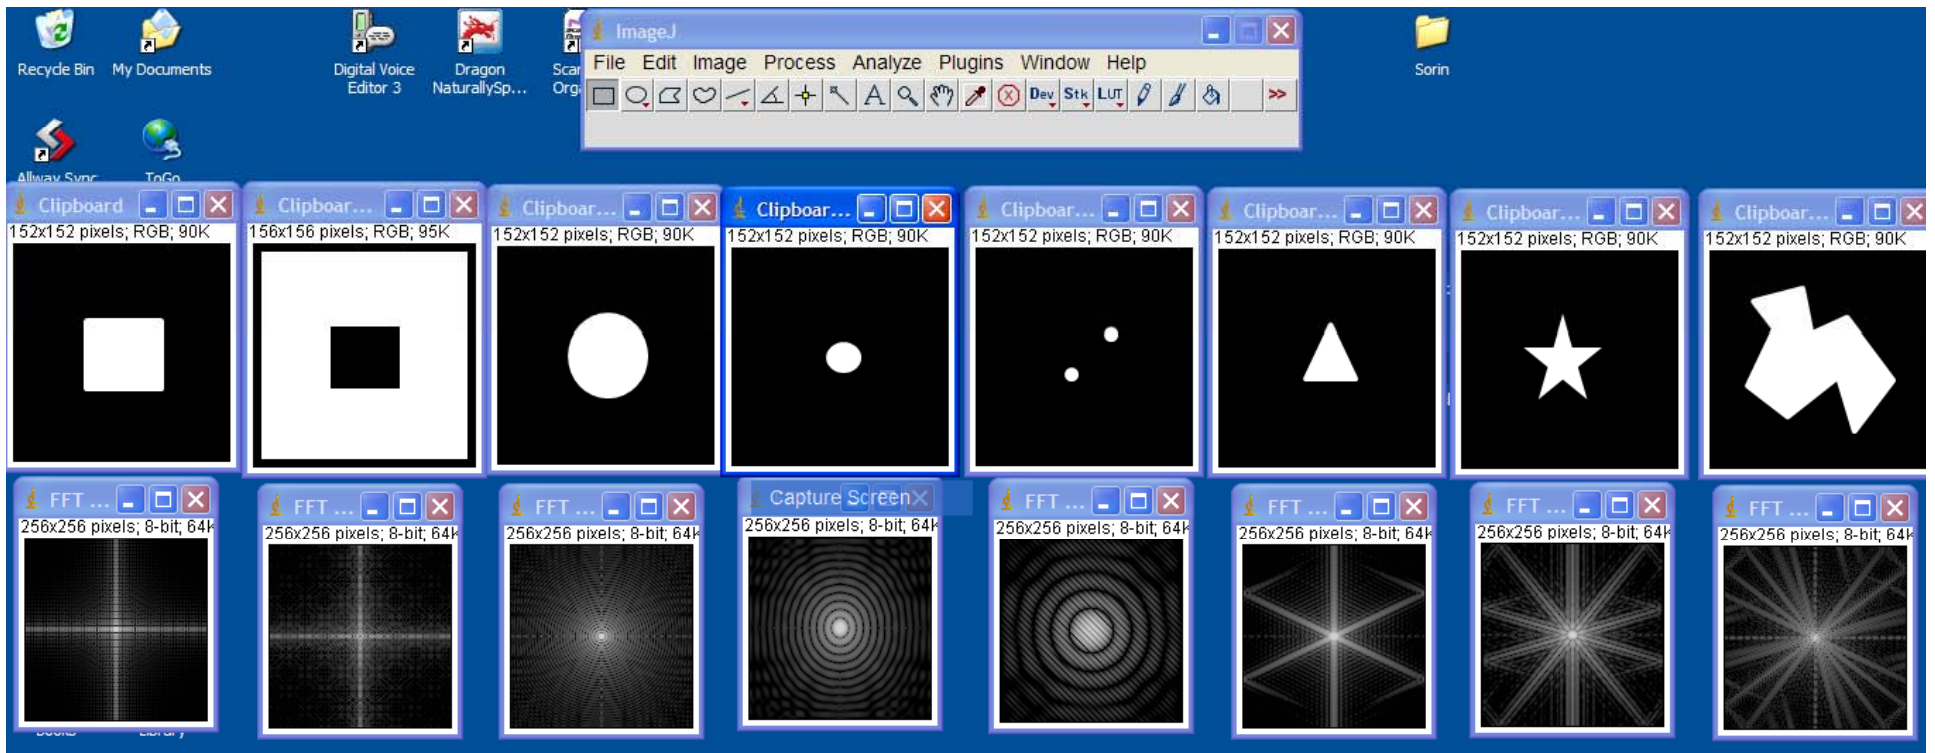 Recycle Bin
My Documents
Digital Voice
Editor 3
Dragon
NaturallySp...
ImageJ
File Edit Image Process Analyze Plugins Window Help
Dev Stk LUT >>
Sorin
Allway Sync
ToGo
Clipboard
Clipboar...
Clipboar...
Clipboar...
Clipboar...
Clipboar...
Clipboar...
Clipboar...
152x152 pixels; RGB; 90K
156x156 pixels; RGB; 95K
152x152 pixels; RGB; 90K
152x152 pixels; RGB; 90K
152x152 pixels; RGB; 90K
152x152 pixels; RGB; 90K
152x152 pixels; RGB; 90K
152x152 pixels; RGB; 90K
FFT ...
FFT ...
FFT ...
Capture Screen
FFT ...
FFT ...
FFT ...
FFT ...
256x256 pixels; 8-bit; 64K
256x256 pixels; 8-bit; 64K
256x256 pixels; 8-bit; 64K
256x256 pixels; 8-bit; 64K
256x256 pixels; 8-bit; 64K
256x256 pixels; 8-bit; 64K
256x256 pixels; 8-bit; 64K
256x256 pixels; 8-bit; 64K